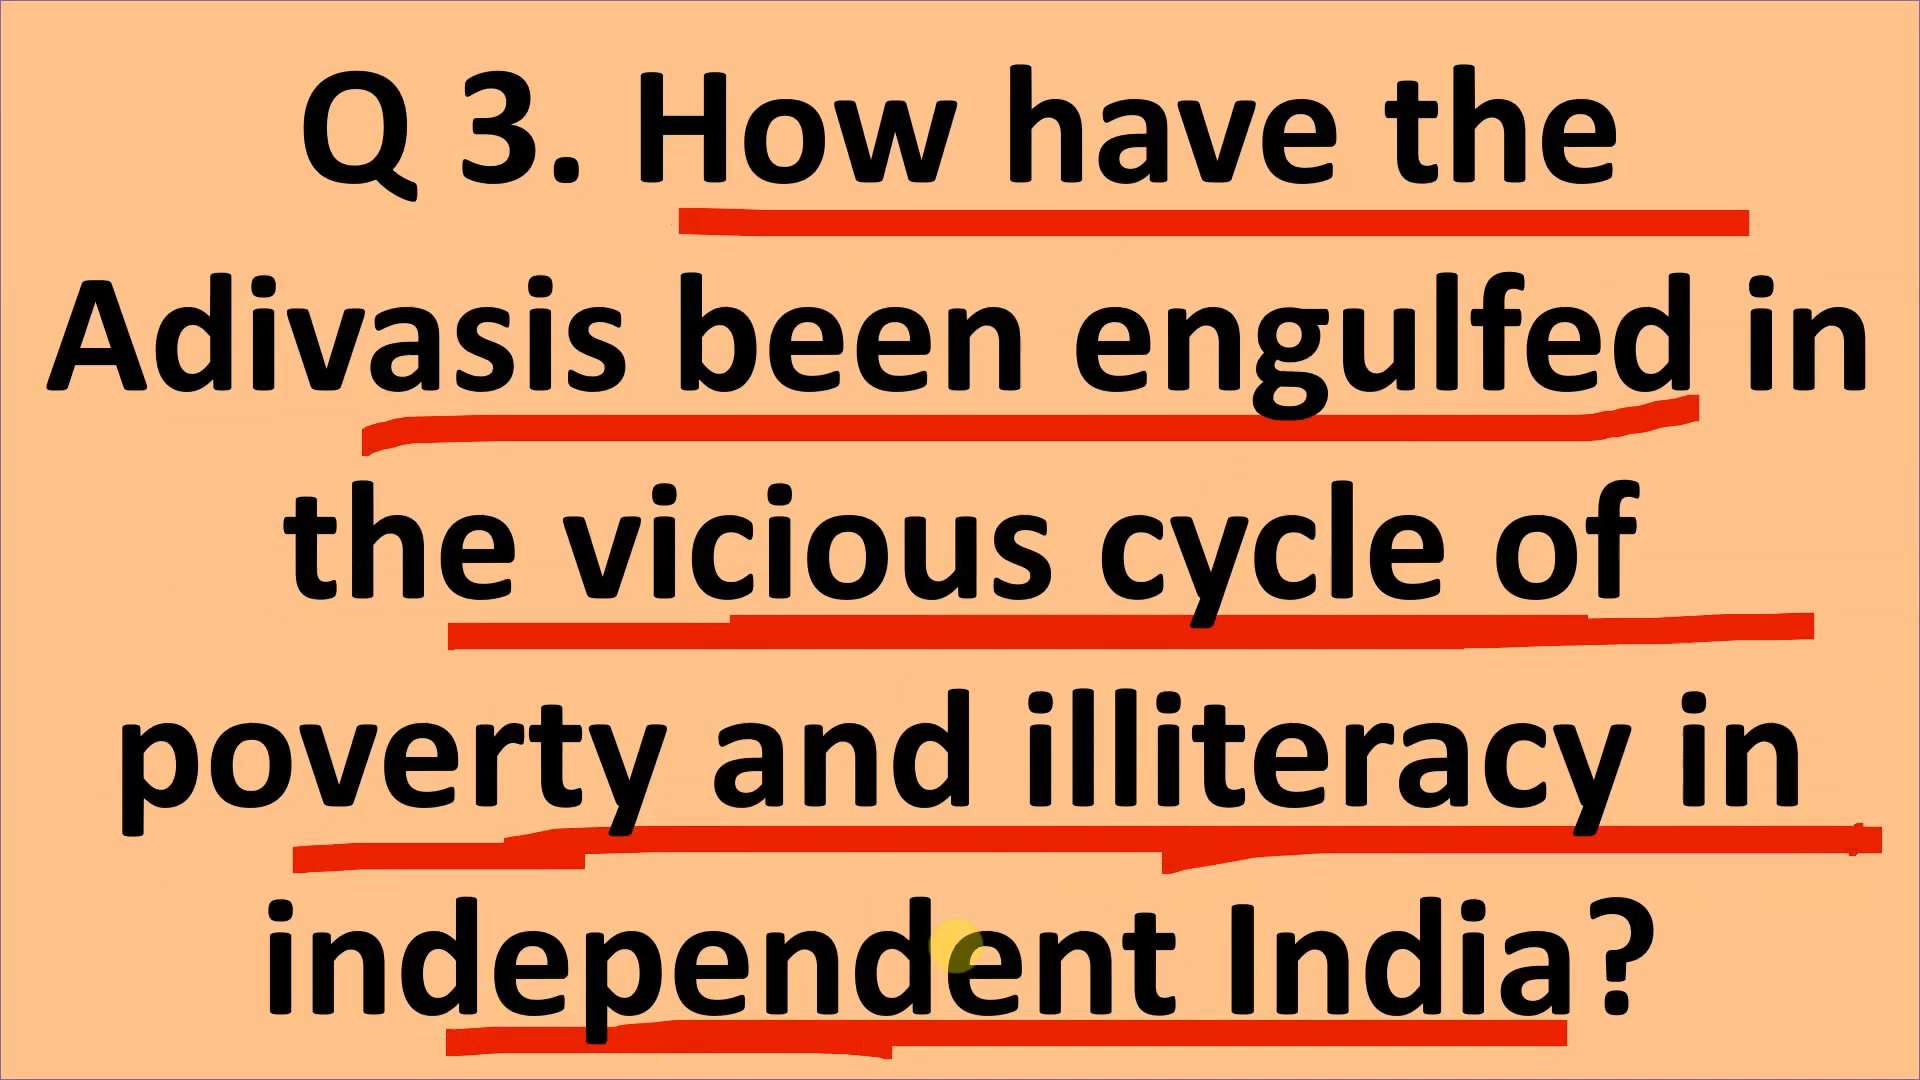 Q 3. How have the
Adivasis been engulfed in
the vicious cycle of
poverty and illiteracy in
independent India?